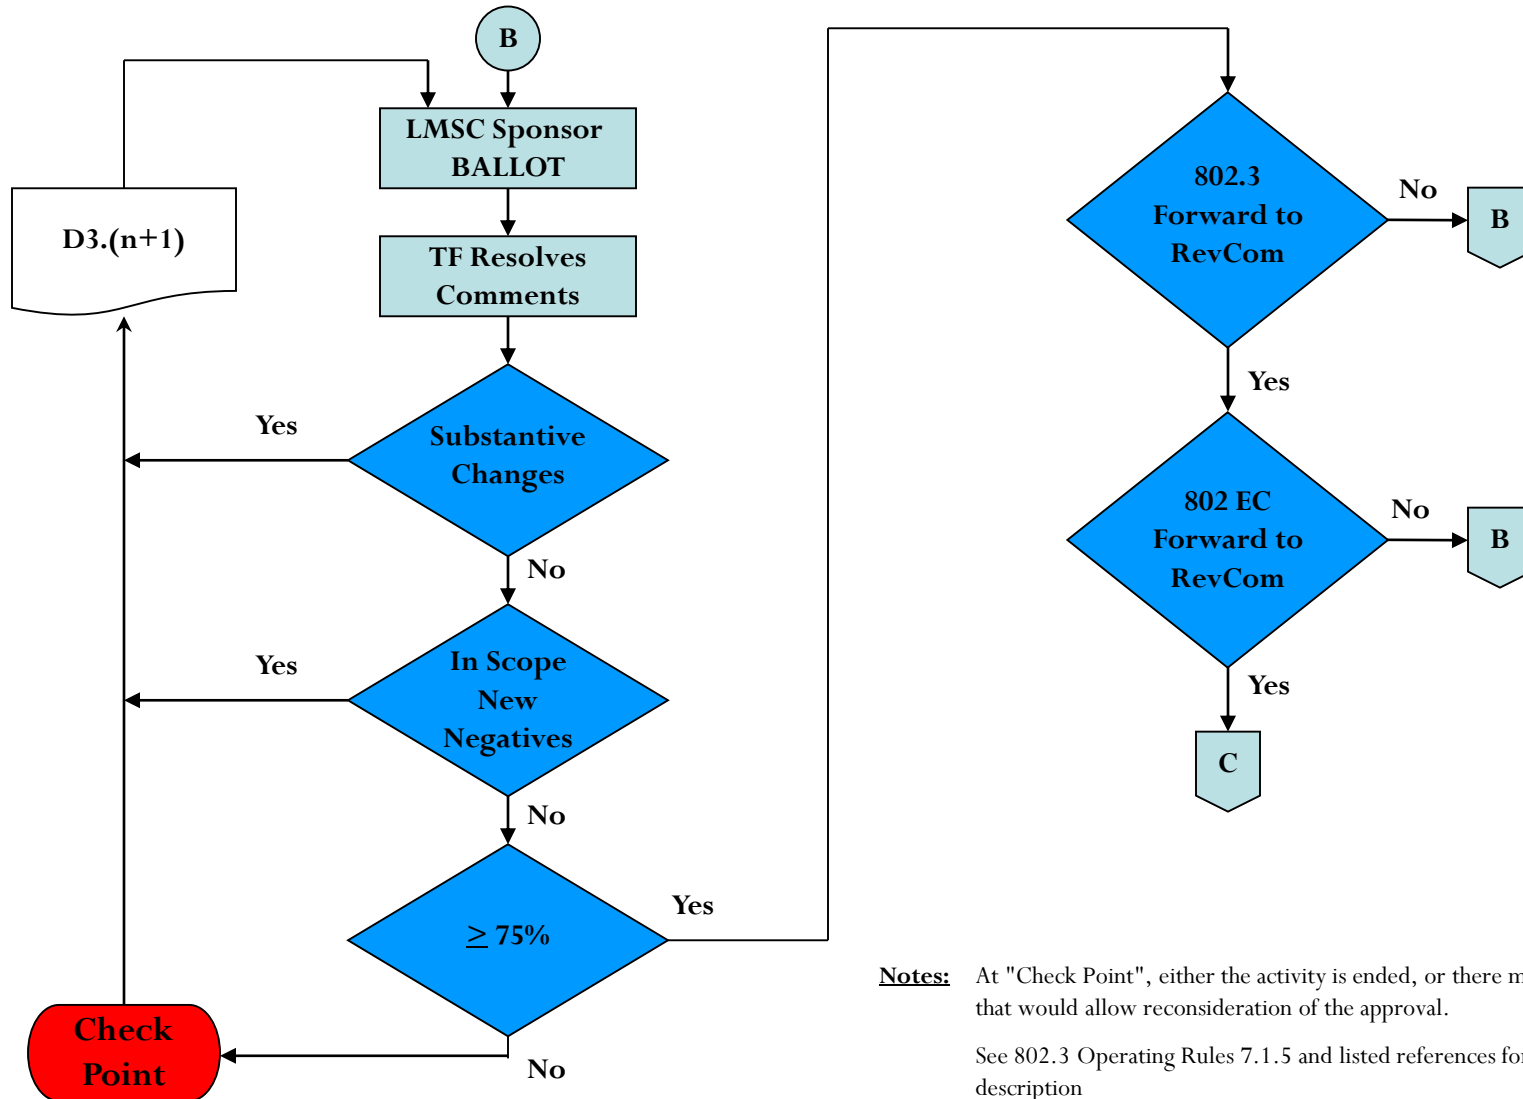 B
LMSC Sponsor
BALLOT
D3.(n+1)
TF Resolves
Comments
Yes
Substantive
Changes
No
Yes
In Scope
New
Negatives
No
≥ 75%
Yes
Check
Point
No
802.3
Forward to
RevCom
No
B
Yes
802 EC
Forward to
RevCom
No
B
Yes
C
Notes: At "Check Point", either the activity is ended, or there
that would allow reconsideration of the approval.
See 802.3 Operating Rules 7.1.5 and listed references for
description